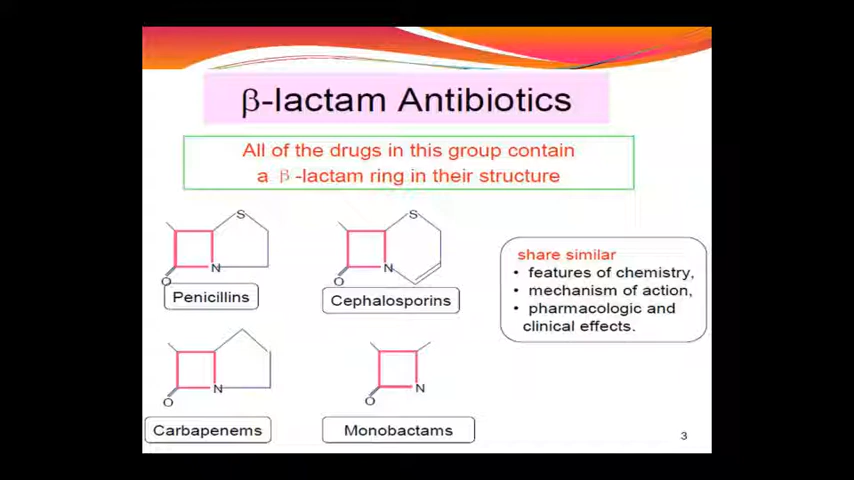 β-lactam Antibiotics
All of the drugs in this group contain
a β -lactam ring in their structure
S
N
O
Penicillins
S
N
O
Cephalosporins
share similar
• features of chemistry,
• mechanism of action,
• pharmacologic and
clinical effects.
N
O
Carbapenems
N
O
Monobactams
3